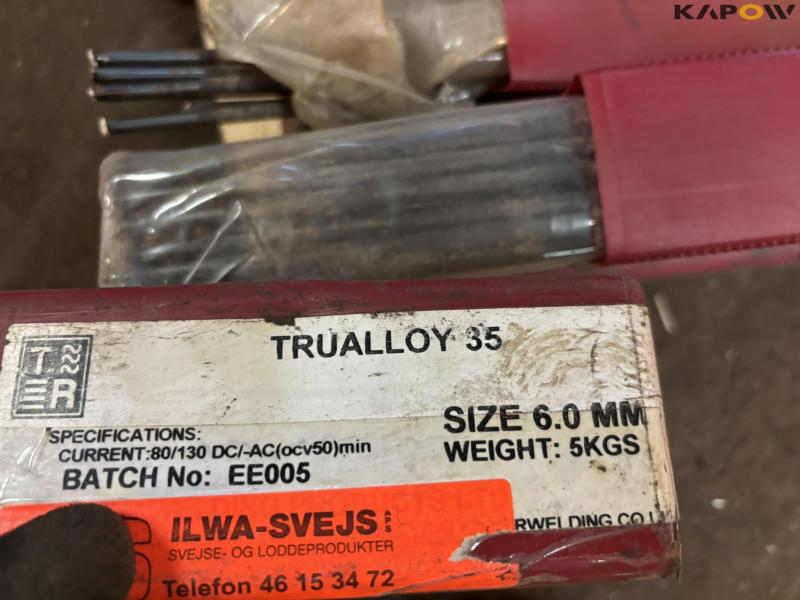 KAPOW
TRUALLOY 35
T
R
SIZE 6.0 MM
WEIGHT: 5KGS
SPECIFICATIONS:
CURRENT:80/130 DC/-AC(ocv50)min
BATCH No: EE005
RWELDING CO
ILWA-SVEJS APS
SVEJSE- OG LODDEPRODUKTER
Telefon 46 15 34 72